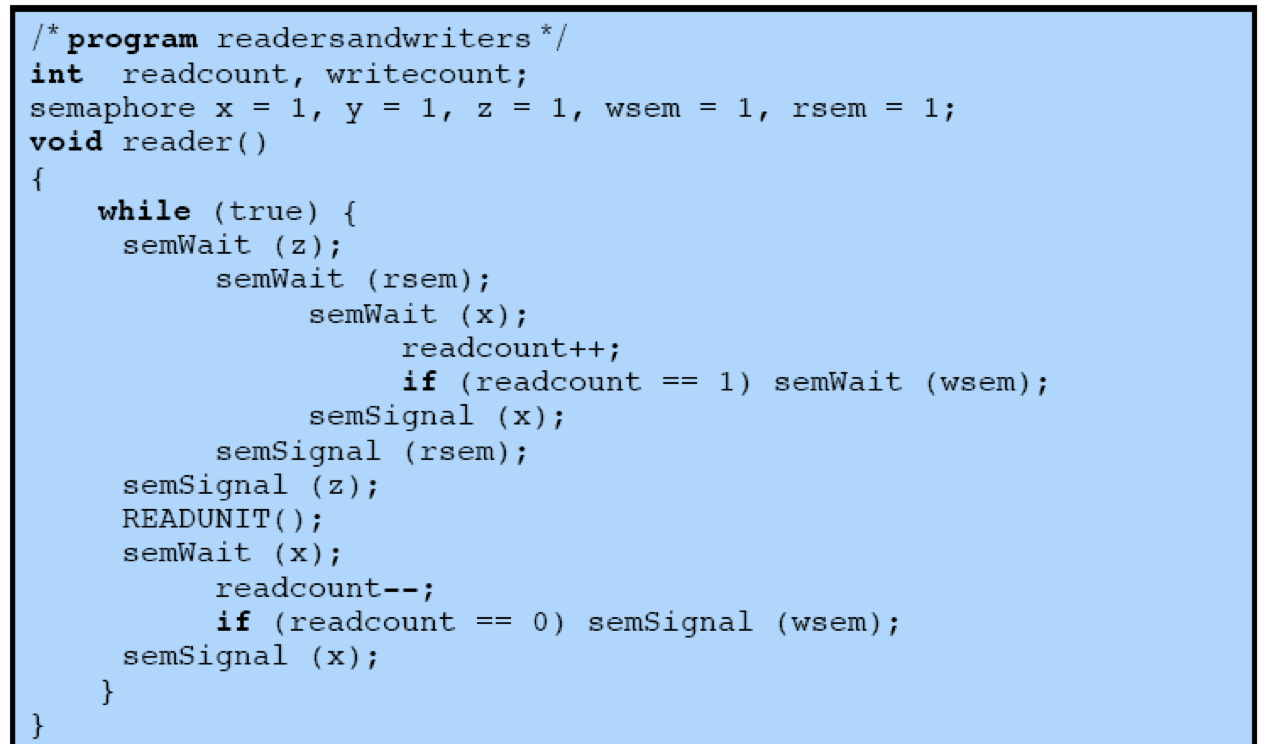 /* program readersandwriters */
int readcount, writecount;
semaphore x = 1, y = 1, z = 1, wsem = 1, rsem = 1;
void reader()
{
    while (true) {
     semWait (z);
          semWait (rsem);
               semWait (x);
                    readcount++;
                    if (readcount == 1) semWait (wsem);
               semSignal (x);
          semSignal (rsem);
     semSignal (z);
     READUNIT();
     semWait (x);
          readcount--;
          if (readcount == 0) semSignal (wsem);
     semSignal (x);
    }
}